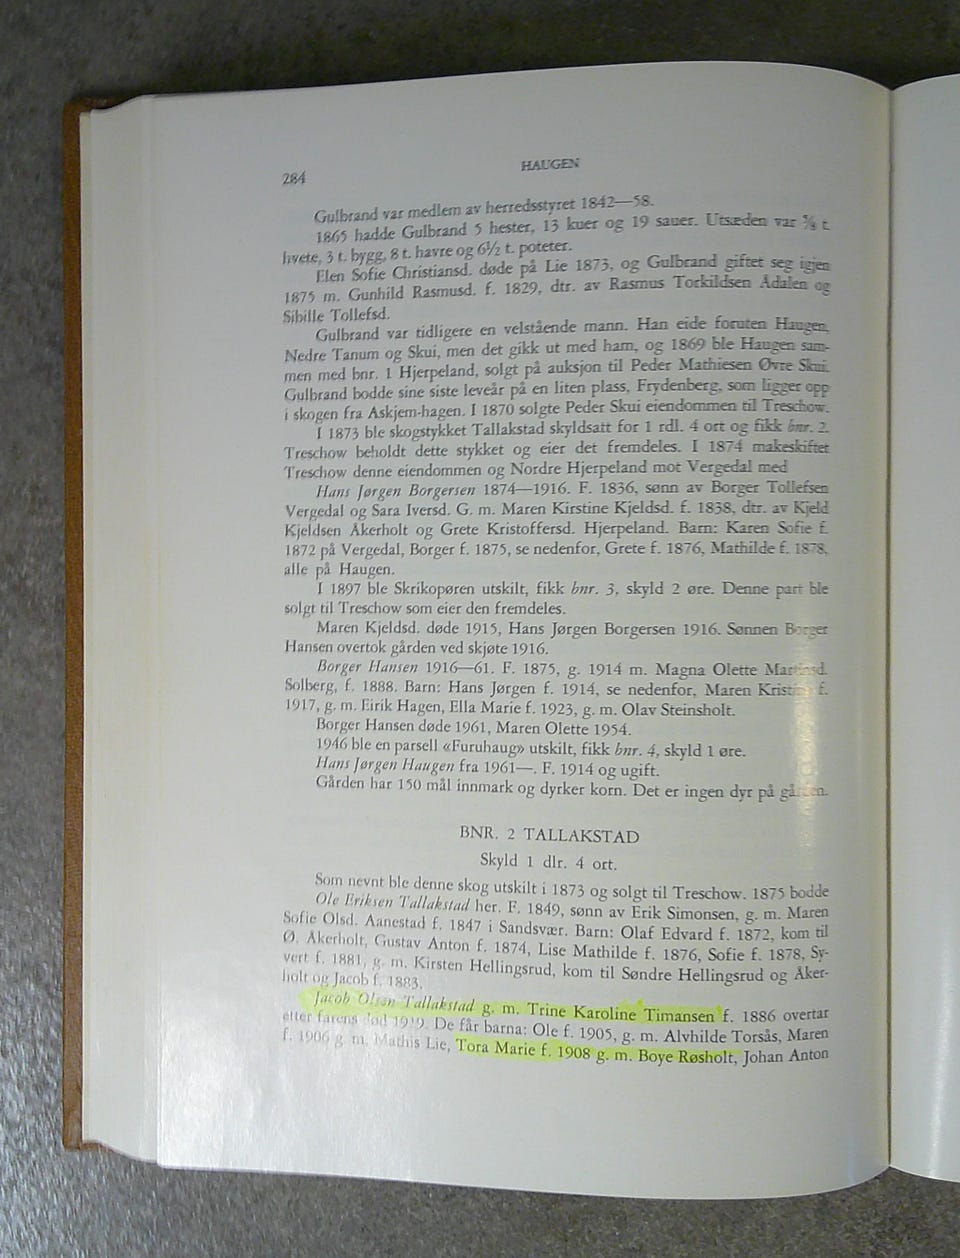 284
HAUGEN
Gulbrand var medlem av herredsstyret 1842—58.
1865 hadde Gulbrand 5 hester, 13 kuer og 19 sauer. Utsæden var t.
hvete, 3 t. bygg, 8 t. havre og 6½ t. poteter.
Elen Sofie Christiansd. døde på Lie 1873, og Gulbrand giftet seg igjen
1875 m. Gunhild Rasmusd. f. 1829, dtr. av Rasmus Torkildsen Ådalen og
Sibille Tollefsd.
Gulbrand var tidligere en velstående mann. Han eide foruten Haugen,
Nedre Tanum og Skui, men det gikk ut med ham, og 1869 ble Haugen sam-
men med bnr. 1 Hjerpeland, solgt på auksjon til Peder Mathiesen Øvre Skui.
Gulbrand bodde sine siste leveår på en liten plass, Frydenberg, som ligger opp
i skogen fra Askjem-hagen. I 1870 solgte Peder Skui eiendommen til Treschow.
I 1873 ble skogstykket Tallakstad skyldsatt for 1 rdl. 4 ort og fikk bnr. 2.
Treschow beholdt dette stykket og eier det fremdeles. I 1874 makeskiftet
Treschow denne eiendommen og Nordre Hjerpeland mot Vergedal med
Hans Jørgen Borgersen 1874—1916. F. 1836, sønn av Borger Tollefsen
Vergedal og Sara Iversd. G. m. Maren Kirstine Kjeldsd. f. 1838, dtr. av Kjeld
Kjeldsen Åkerholt og Grete Kristoffersd. Hjerpeland. Barn: Karen Sofie f.
1872 på Vergedal, Borger f. 1875, se nedenfor, Grete f. 1876, Mathilde f. 1878,
alle på Haugen.
I 1897 ble Skrikopøren utskilt, fikk bnr. 3, skyld 2 øre. Denne part ble
solgt til Treschow som eier den fremdeles.
Maren Kjeldsd. døde 1915, Hans Jørgen Borgersen 1916. Sønnen Borger
Hansen overtok gården ved skjøte 1916.
Borger Hansen 1916—61. F. 1875, g. 1914 m. Magna Olette
Solberg, f. 1888. Barn: Hans Jørgen f. 1914, se nedenfor, Maren Kristine f.
1917, g. m. Eirik Hagen, Ella Marie f. 1923, g. m. Olav Steinsholt.
Borger Hansen døde 1961, Maren Olette 1954.
1946 ble en parsell «Furuhaug» utskilt, fikk bnr. 4, skyld 1 øre.
Hans Jørgen Haugen fra 1961—. F. 1914 og ugift.
Gården har 150 mål innmark og dyrker korn. Det er ingen dyr på gården.
BNR. 2 TALLAKSTAD
Skyld 1 dlr. 4 ort.
Som nevnt ble denne skog utskilt i 1873 og solgt til Treschow. 1875 bodde
Ole Eriksen Tallakstad her. F. 1849, sønn av Erik Simonsen, g. m. Maren
Sofie Olsd. Aanestad f. 1847 i Sandsvær. Barn: Olaf Edvard f. 1872, kom til
Ø. Åkerholt, Gustav Anton f. 1874, Lise Mathilde f. 1876, Sofie f. 1878, Sy-
vert f. 1881, g. m. Kirsten Hellingsrud, kom til Søndre Hellingsrud og Åker-
holt og Jacob f. 1883.
Jacob Olsen Tallakstad g. m. Trine Karoline Timansen f. 1886 overtar
etter farens død 1919. De får barna: Ole f. 1905, g. m. Alvhilde Torsås, Maren
f. 1906 g. m. Mathis Lie, Tora Marie f. 1908 g. m. Boye Røsholt, Johan Anton